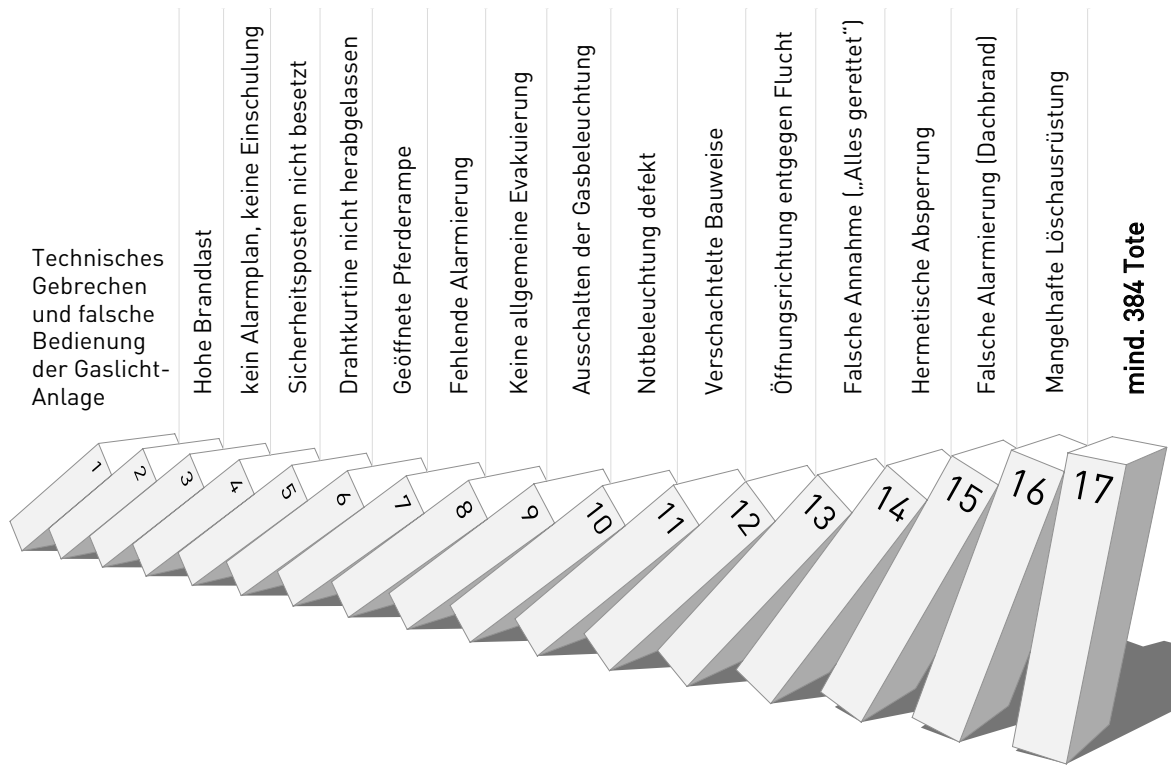 Technisches
Gebrechen
und falsche
Bedienung
der Gaslicht-
Anlage
Hohe Brandlast
kein Alarmplan, keine Einschulung
Sicherheitsposten nicht besetzt
Drahtkurtine nicht herabgelassen
Geöffnete Pferderampe
Fehlende Alarmierung
Keine allgemeine Evakuierung
Ausschalten der Gasbeleuchtung
Notbeleuchtung defekt
Verschachtelte Bauweise
Öffnungsrichtung entgegen Flucht
Falsche Annahme („Alles gerettet“)
Hermetische Absperrung
Falsche Alarmierung (Dachbrand)
Mangelhafte Löschausrüstung
mind. 384 Tote
1
2
3
4
5
6
7
8
9
10
11
12
13
14
15
16
17